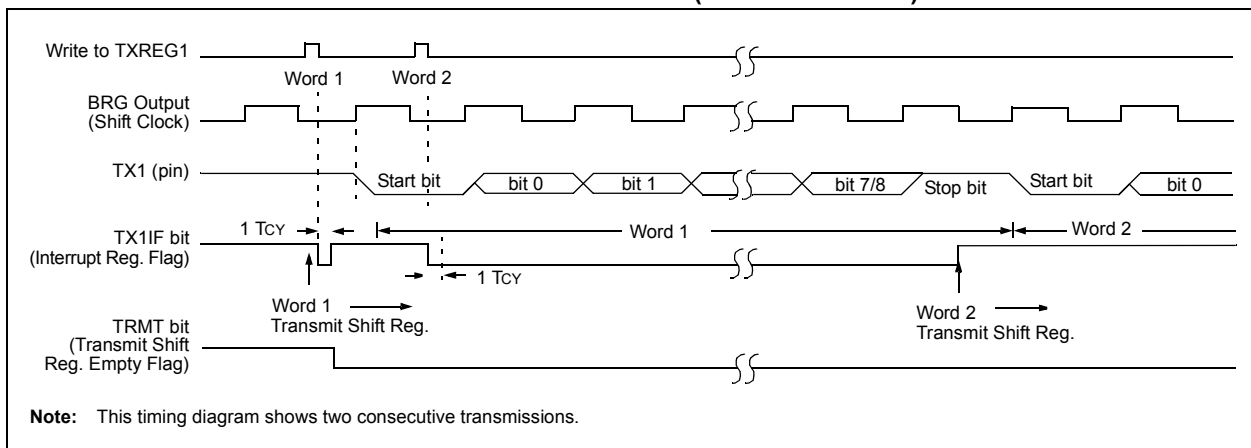 Write to TXREG1
Word 1 Word 2
BRG Output
(Shift Clock)
TX1 (pin)
Start bit bit 0 bit 1 bit 7/8 Stop bit Start bit bit 0
1 TCY
TX1IF bit
(Interrupt Reg. Flag)
Word 1 Word 2
1 TCY
Word 1
Transmit Shift Reg.
Word 2
Transmit Shift Reg.
TRMT bit
(Transmit Shift
Reg. Empty Flag)
Note: This timing diagram shows two consecutive transmissions.